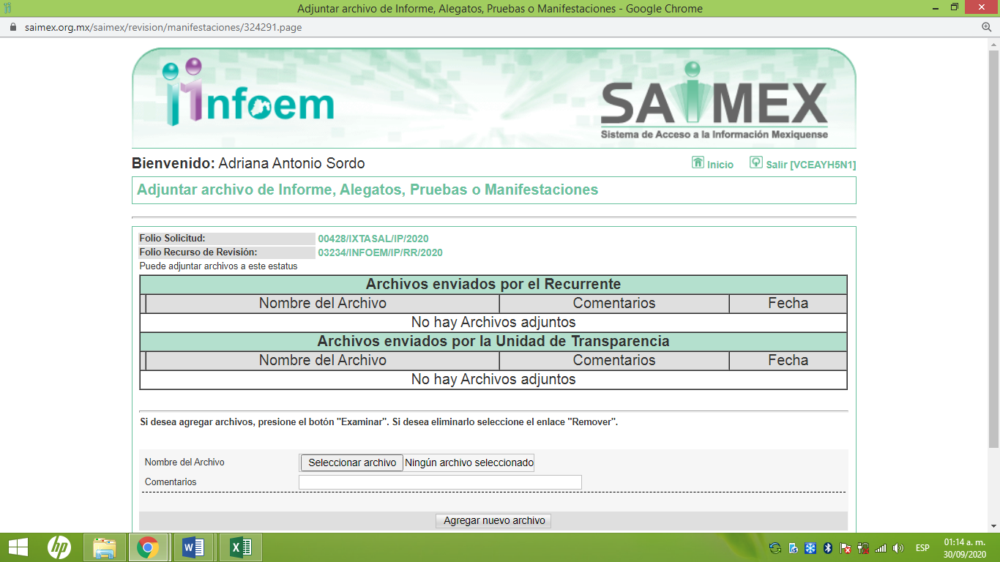 Adjuntar archivo de Informe, Alegatos, Pruebas o Manifestaciones - Google Chrome
saimex.org.mx/saimex/revision/manifestaciones/324291.page
infoem
SAIMEX
Sistema de Acceso a la Información Mexiquense
Bienvenido: Adriana Antonio Sordo
Inicio Salir [VCEAYH5N1]
Adjuntar archivo de Informe, Alegatos, Pruebas o Manifestaciones
Folio Solicitud: 00428/IXTASAL/IP/2020
Folio Recurso de Revisión: 03234/INFOEM/IP/RR/2020
Puede adjuntar archivos a este estatus
Archivos enviados por el Recurrente
Nombre del Archivo Comentarios Fecha
No hay Archivos adjuntos
Archivos enviados por la Unidad de Transparencia
Nombre del Archivo Comentarios Fecha
No hay Archivos adjuntos
Si desea agregar archivos, presione el botón "Examinar". Si desea eliminarlo seleccione el enlace "Remover".
Nombre del Archivo Seleccionar archivo Ningún archivo seleccionado
Comentarios
Agregar nuevo archivo
hp
ESP
01:14 a. m.
30/09/2020